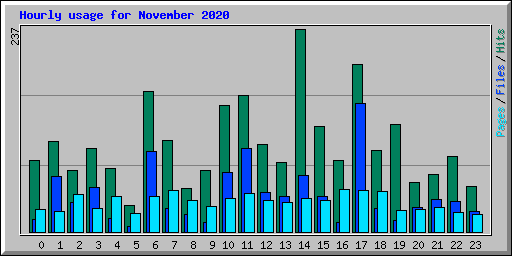 Hourly usage for November 2020
237
Pages/Files/Hits
0 1 2 3 4 5 6 7 8 9 10 11 12 13 14 15 16 17 18 19 20 21 22 23